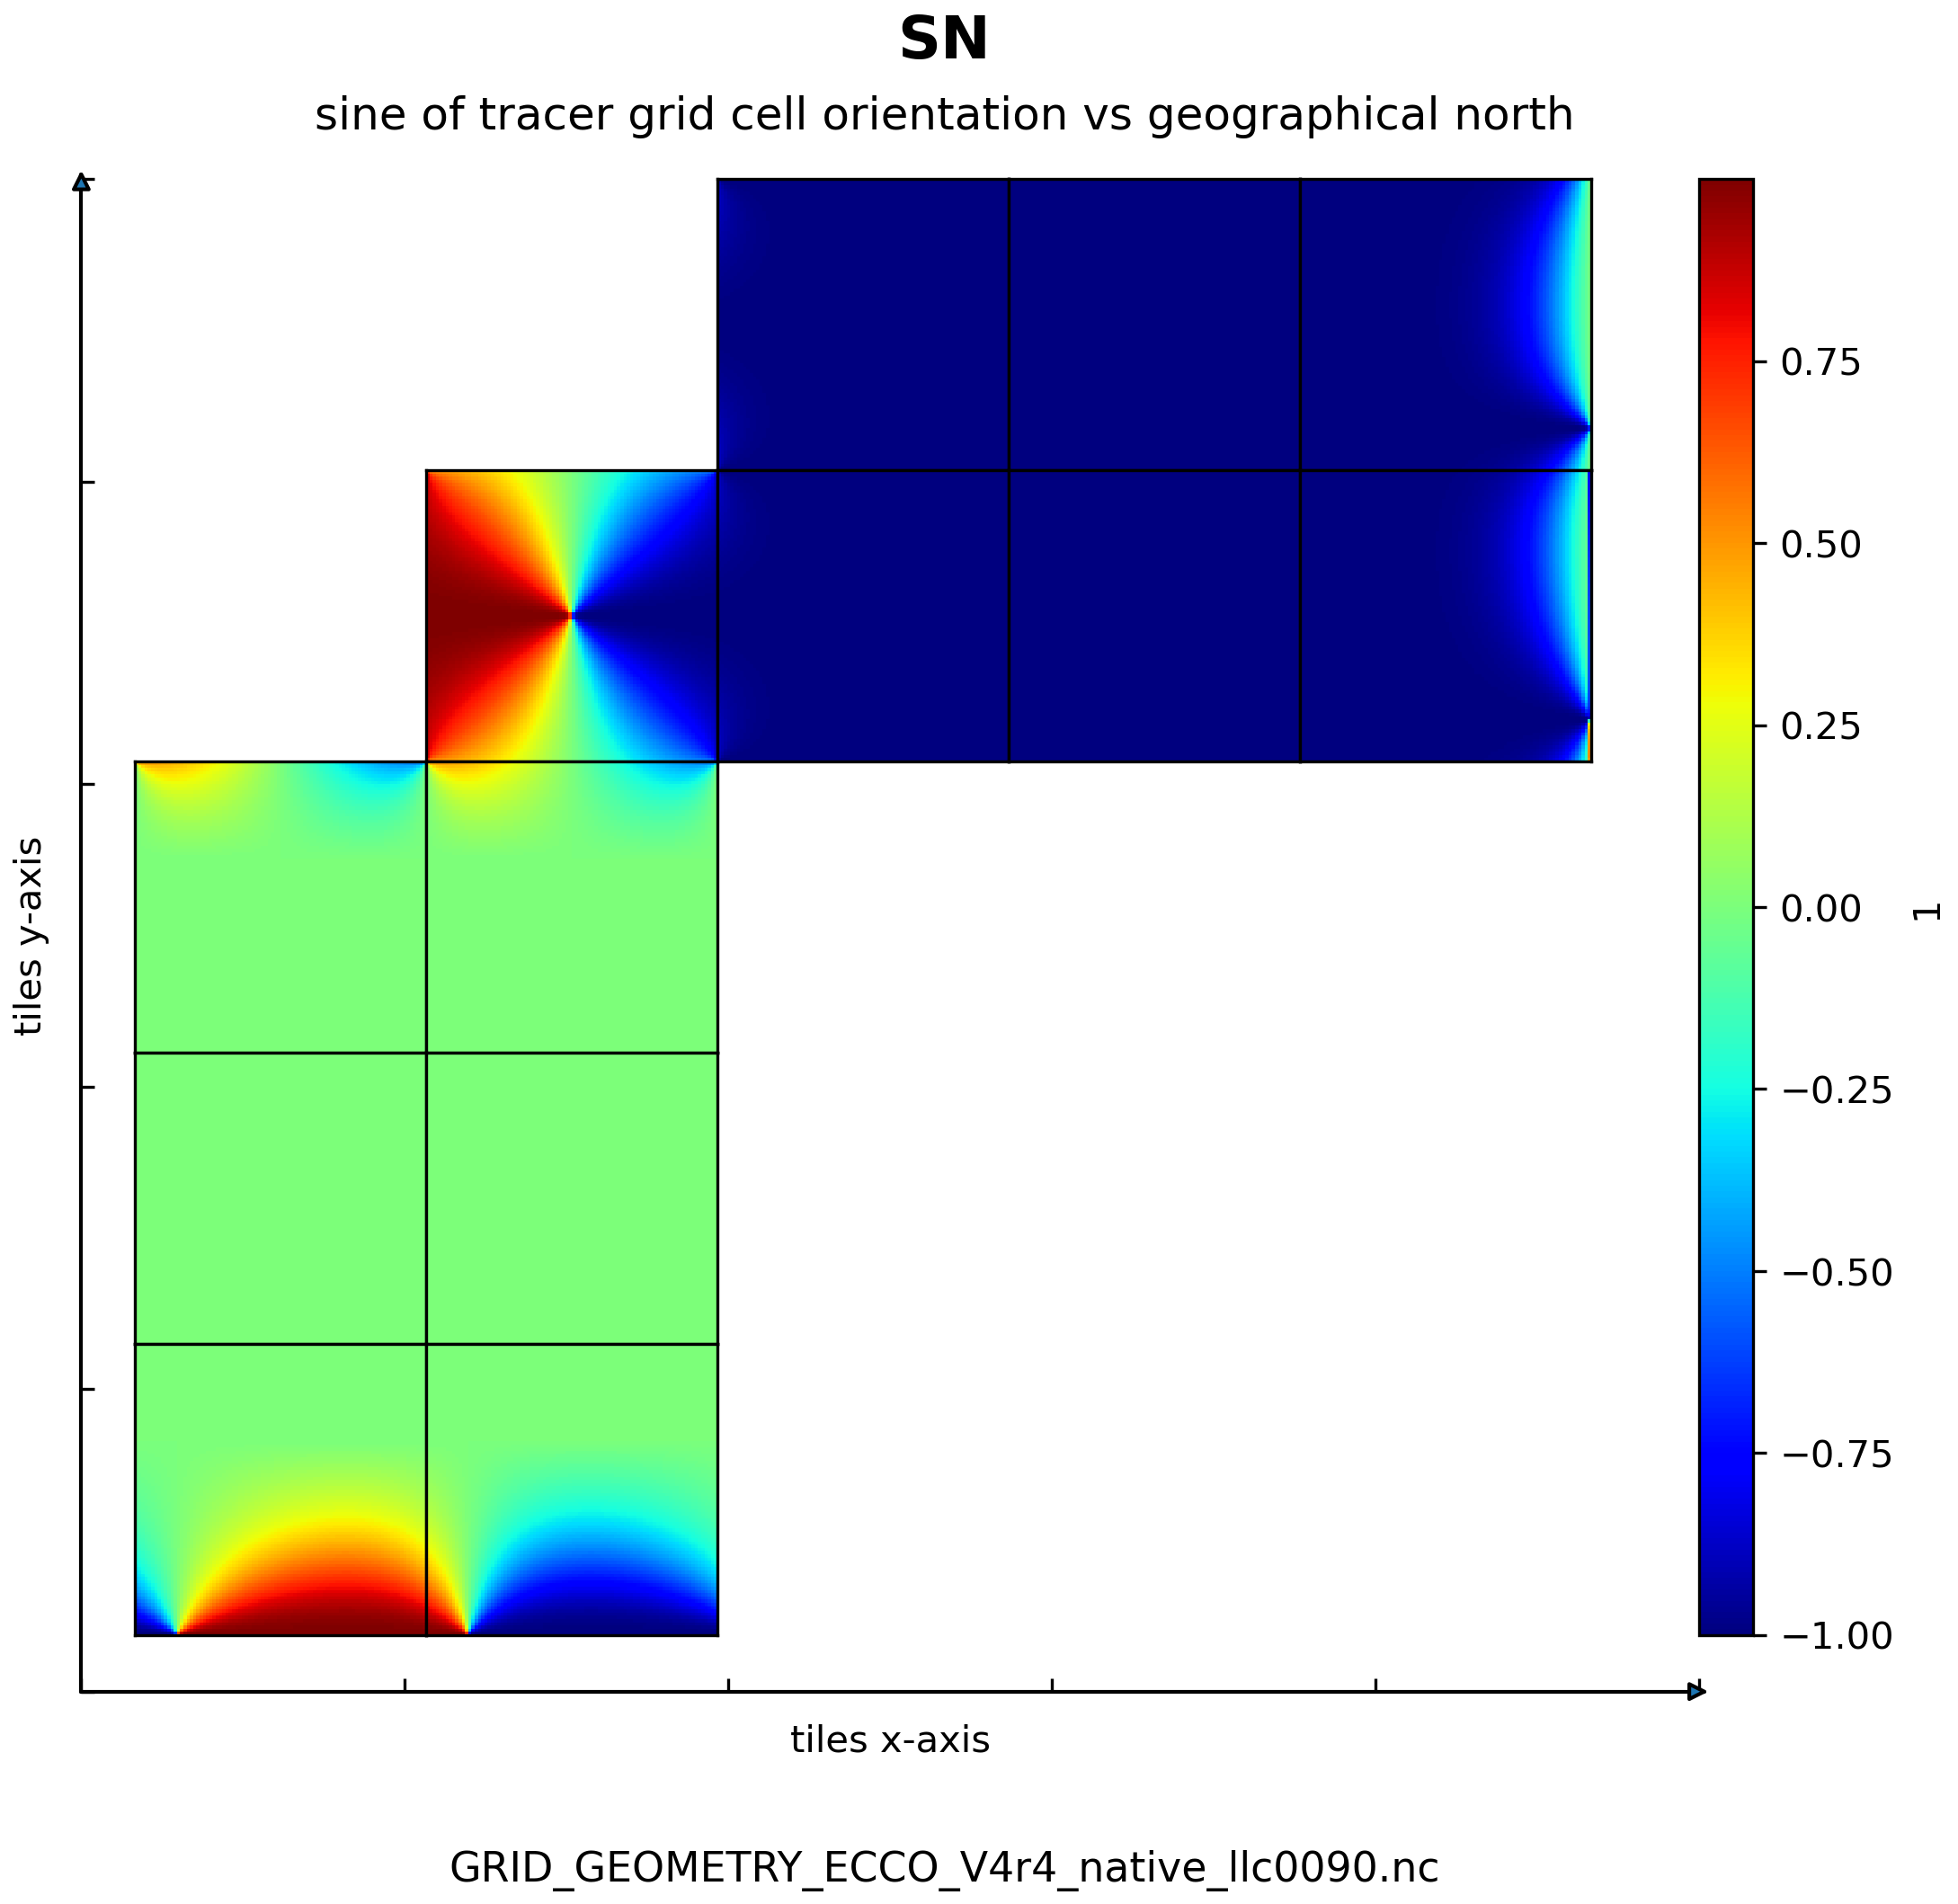 SN
sine of tracer grid cell orientation vs geographical north
0.75
0.50
0.25
0.00
−0.25
−0.50
−0.75
−1.00
1
tiles y-axis
tiles x-axis
GRID_GEOMETRY_ECCO_V4r4_native_llc0090.nc